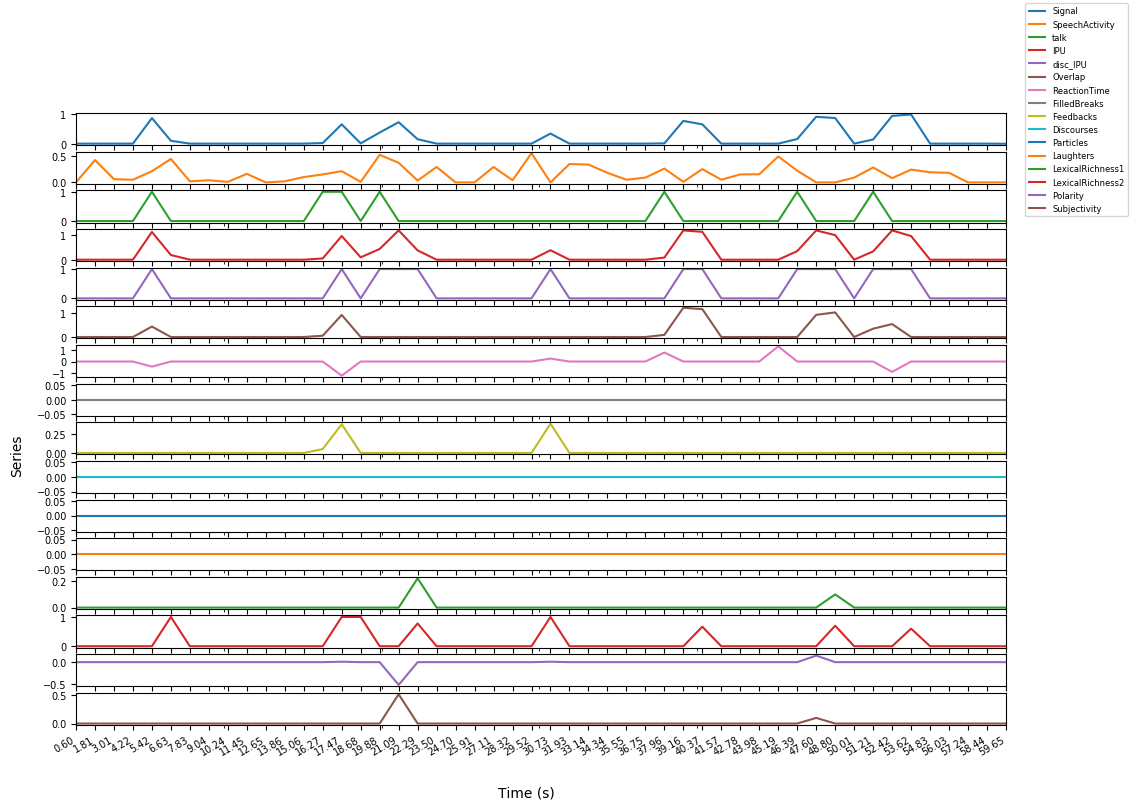 Signal
SpeechActivity
talk
IPU
disc_IPU
Overlap
ReactionTime
FilledBreaks
Feedbacks
Discourses
Particles
Laughters
LexicalRichness1
LexicalRichness2
Polarity
Subjectivity
1
0
0.5
0.0
1
0
1
0
1
0
1
0
1
0
−1
0.05
0.00
−0.05
0.25
0.00
0.05
0.00
−0.05
0.05
0.00
−0.05
0.05
0.00
−0.05
0.2
0.0
1
0
0.0
−0.5
0.5
0.0
Series
0.60 1.81 3.01 4.22 5.42 6.63 7.83 9.04 10.24 11.45 12.65 13.86 15.06 16.27 17.47 18.68 19.88 21.09 22.29 23.50 24.70 25.91 27.11 28.32 29.52 30.73 31.93 33.14 34.34 35.55 36.75 37.96 39.16 40.37 41.57 42.78 43.98 45.19 46.39 47.60 48.80 50.01 51.21 52.42 53.62 54.83 56.03 57.24 58.44 59.65
Time (s)